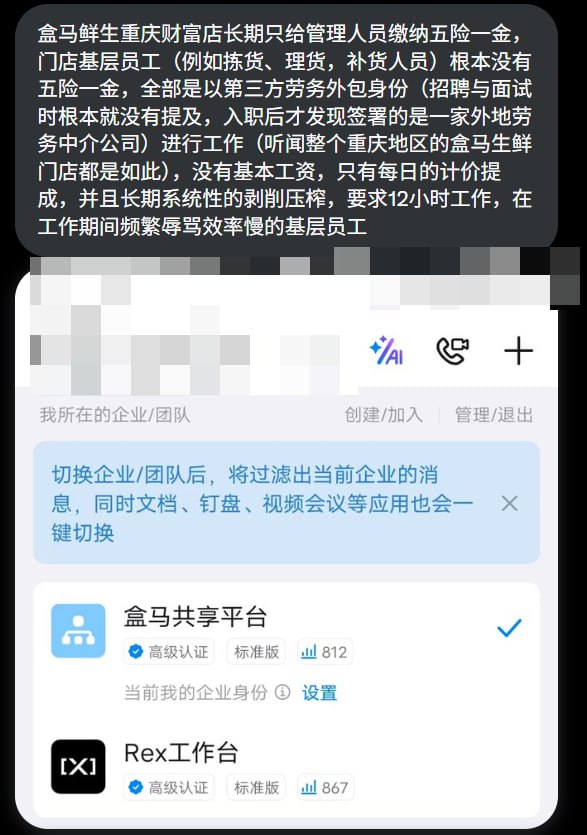 盒马鲜生重庆财富店长期只给管理人员缴纳五险一金，
门店基层员工（例如拣货、理货，补货人员）根本没有
五险一金，全部是以第三方劳务外包身份（招聘与面试
时根本就没有提及，入职后才发现签署的是一家外地劳
务中介公司）进行工作（听闻整个重庆地区的盒马生鲜
门店都是如此），没有基本工资，只有每日的计价提
成，并且长期系统性的剥削压榨，要求12小时工作，在
工作期间频繁辱骂效率慢的基层员工
AI
我所在的企业/团队 创建/加入 管理/退出
切换企业/团队后，将过滤出当前企业的消
息，同时文档、钉盘、视频会议等应用也会一
键切换
盒马共享平台
高级认证 标准版 812
当前我的企业身份 设置
[X] Rex工作台
高级认证 标准版 867